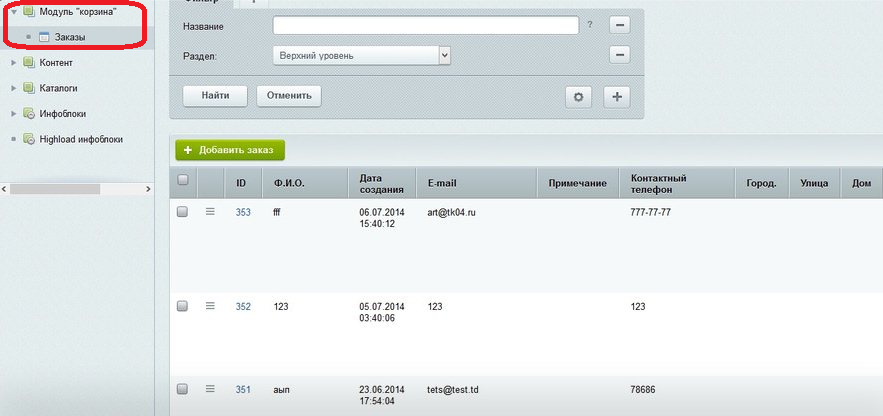 Фильтр
Модуль "корзина"
Заказы
Контент
Каталоги
Инфоблоки
Highload инфоблоки
Название
?
Раздел:
Верхний уровень
Найти
Отменить
Добавить заказ
ID Ф.И.О. Дата создания E-mail Примечание Контактный телефон Город. Улица Дом
353 fff 06.07.2014 15:40:12 art@tk04.ru 777-77-77
352 123 05.07.2014 03:40:06 123 123
351 аып 23.06.2014 17:54:04 tets@test.td 78686